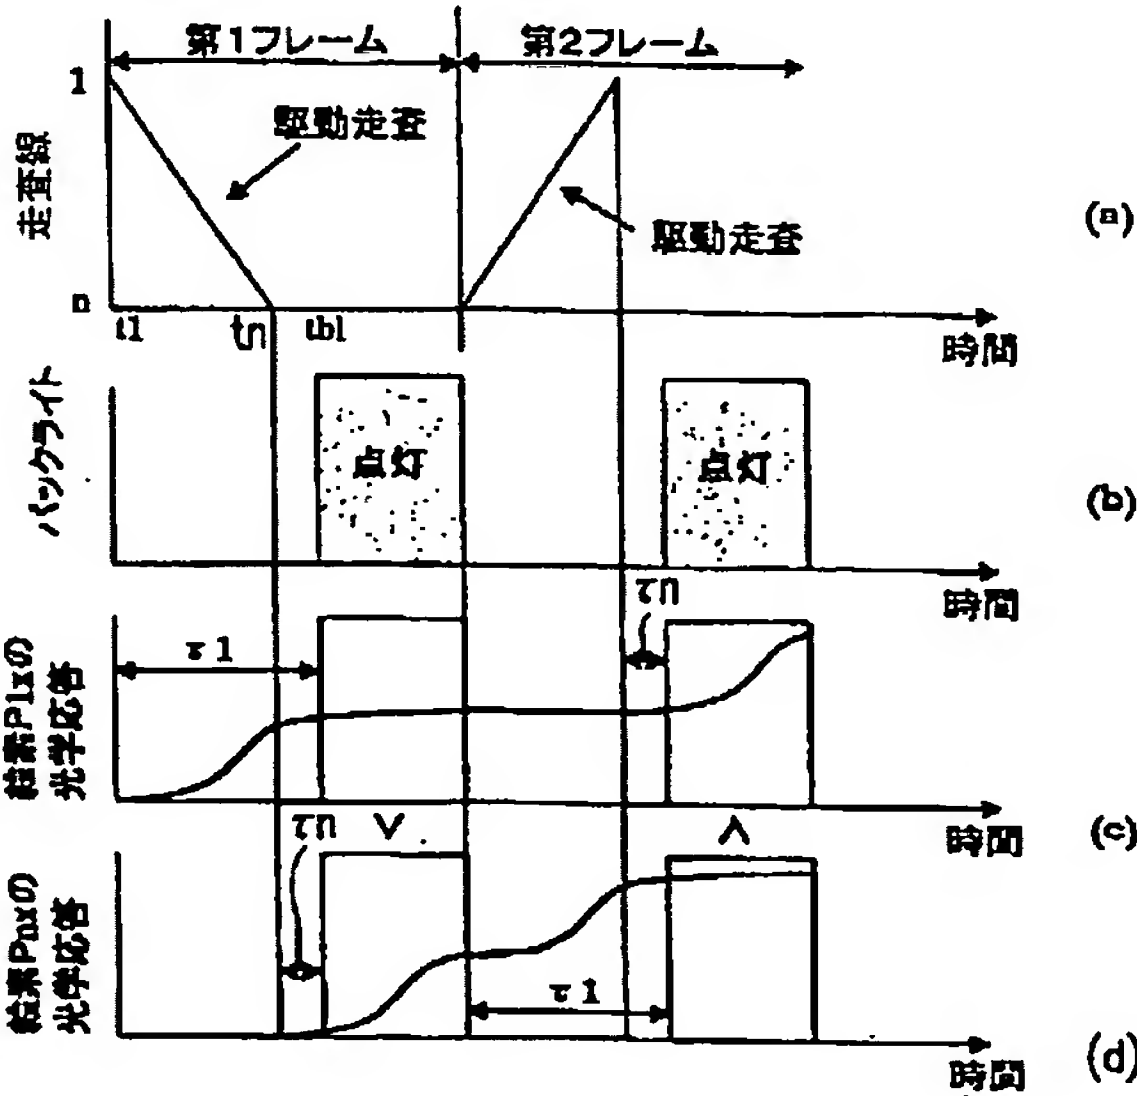 第1フレーム
第2フレーム
1
駆動走査
駆動走査
走査線
(a)
n
t1
tn
tbl
時間
バックライト
点灯
点灯
(b)
時間
τn
τ1
絵素P1xの
光学応答
時間
(c)
τn
∨
∧
絵素Pnxの
光学応答
τ1
時間
(d)